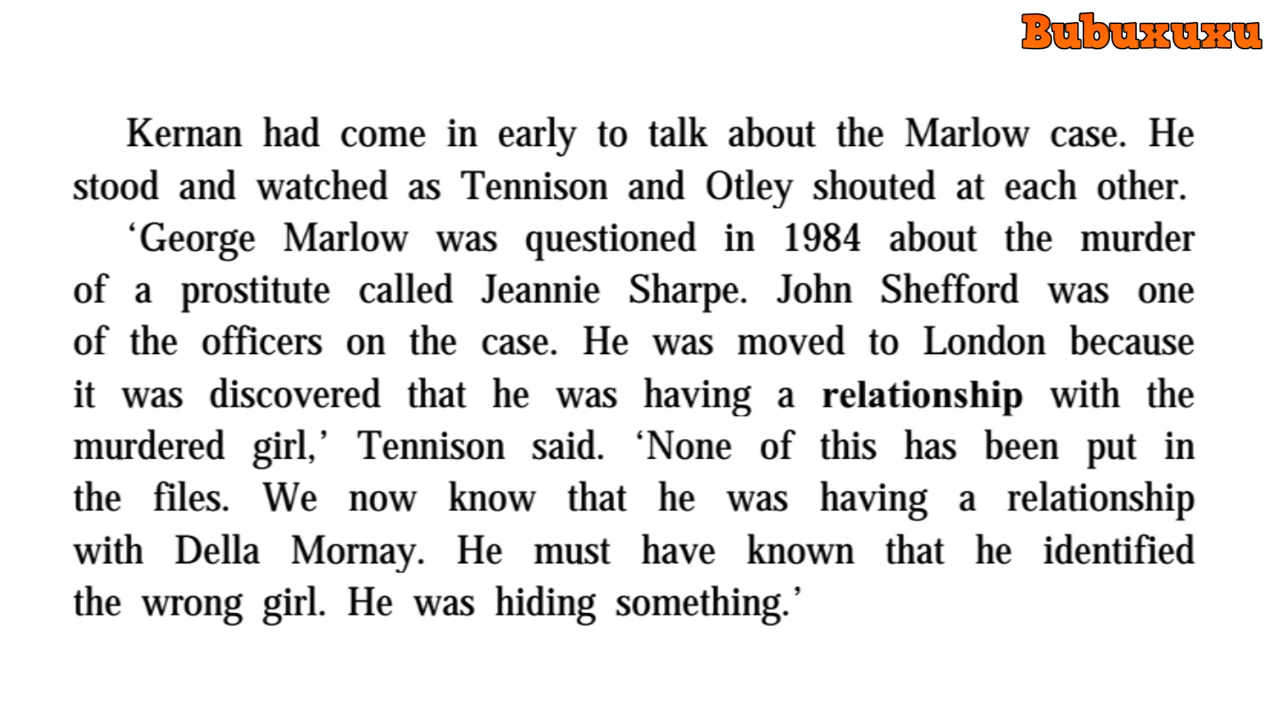 Bubuxuxu
Kernan had come in early to talk about the Marlow case. He
stood and watched as Tennison and Otley shouted at each other.
‘George Marlow was questioned in 1984 about the murder
of a prostitute called Jeannie Sharpe. John Shefford was one
of the officers on the case. He was moved to London because
it was discovered that he was having a relationship with the
murdered girl,’ Tennison said. ‘None of this has been put in
the files. We now know that he was having a relationship
with Della Mornay. He must have known that he identified
the wrong girl. He was hiding something.’